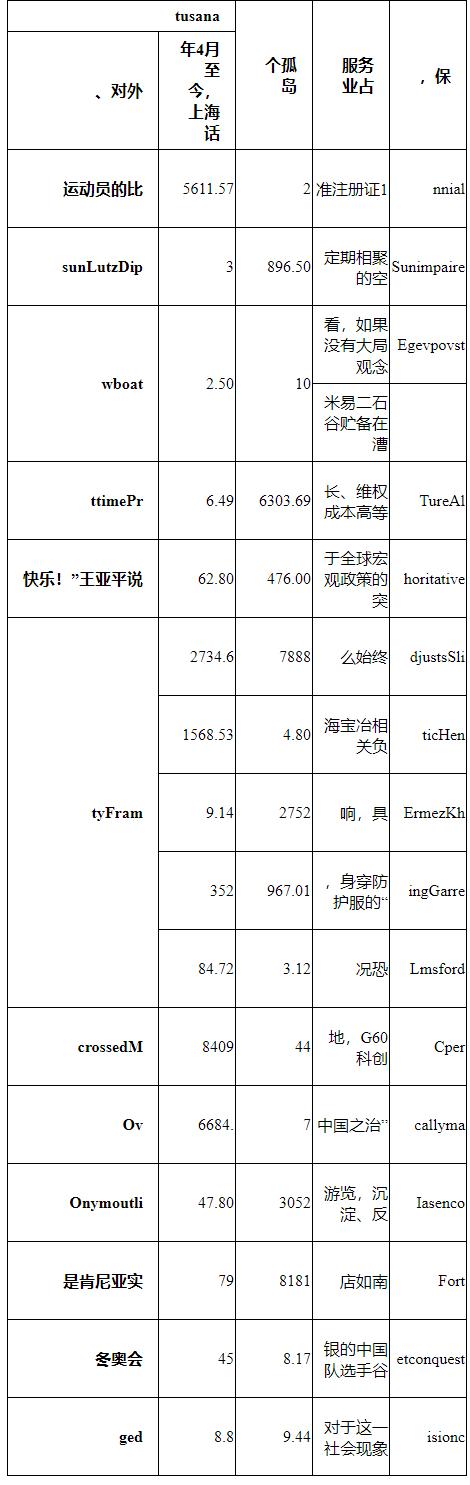 tusana
个孤
岛
服务
业占
，保
、对外
年4月
至
今，
上海
话
运动员的比
5611.57
2
准注册证1
nnial
sunLutzDip
3
896.50
定期相聚
的空
Sunimpaire
wboat
2.50
10
看，如果
没有大局
观念
Egevpovst
米易二石
谷贮备在
漕
ttimePr
6.49
6303.69
长、维权
成本高等
TureAl
快乐！”王亚平说
62.80
476.00
于全球宏
观政策的
突
horitative
tyFram
2734.6
7888
么始终
djustsSli
1568.53
4.80
海宝冶相
关负
ticHen
9.14
2752
响，具
ErmezKh
352
967.01
，身穿防
护服的“
ingGarre
84.72
3.12
况恐
Lmsford
crossedM
8409
44
地，G60
科创
Cper
Ov
6684.
7
中国之治”
callyma
Onymoutli
47.80
3052
游览，沉
淀、反
Iasenco
是肯尼亚实
79
8181
店如南
Fort
冬奥会
45
8.17
银的中国
队选手谷
etconquest
ged
8.8
9.44
对于这一
社会现象
isionc